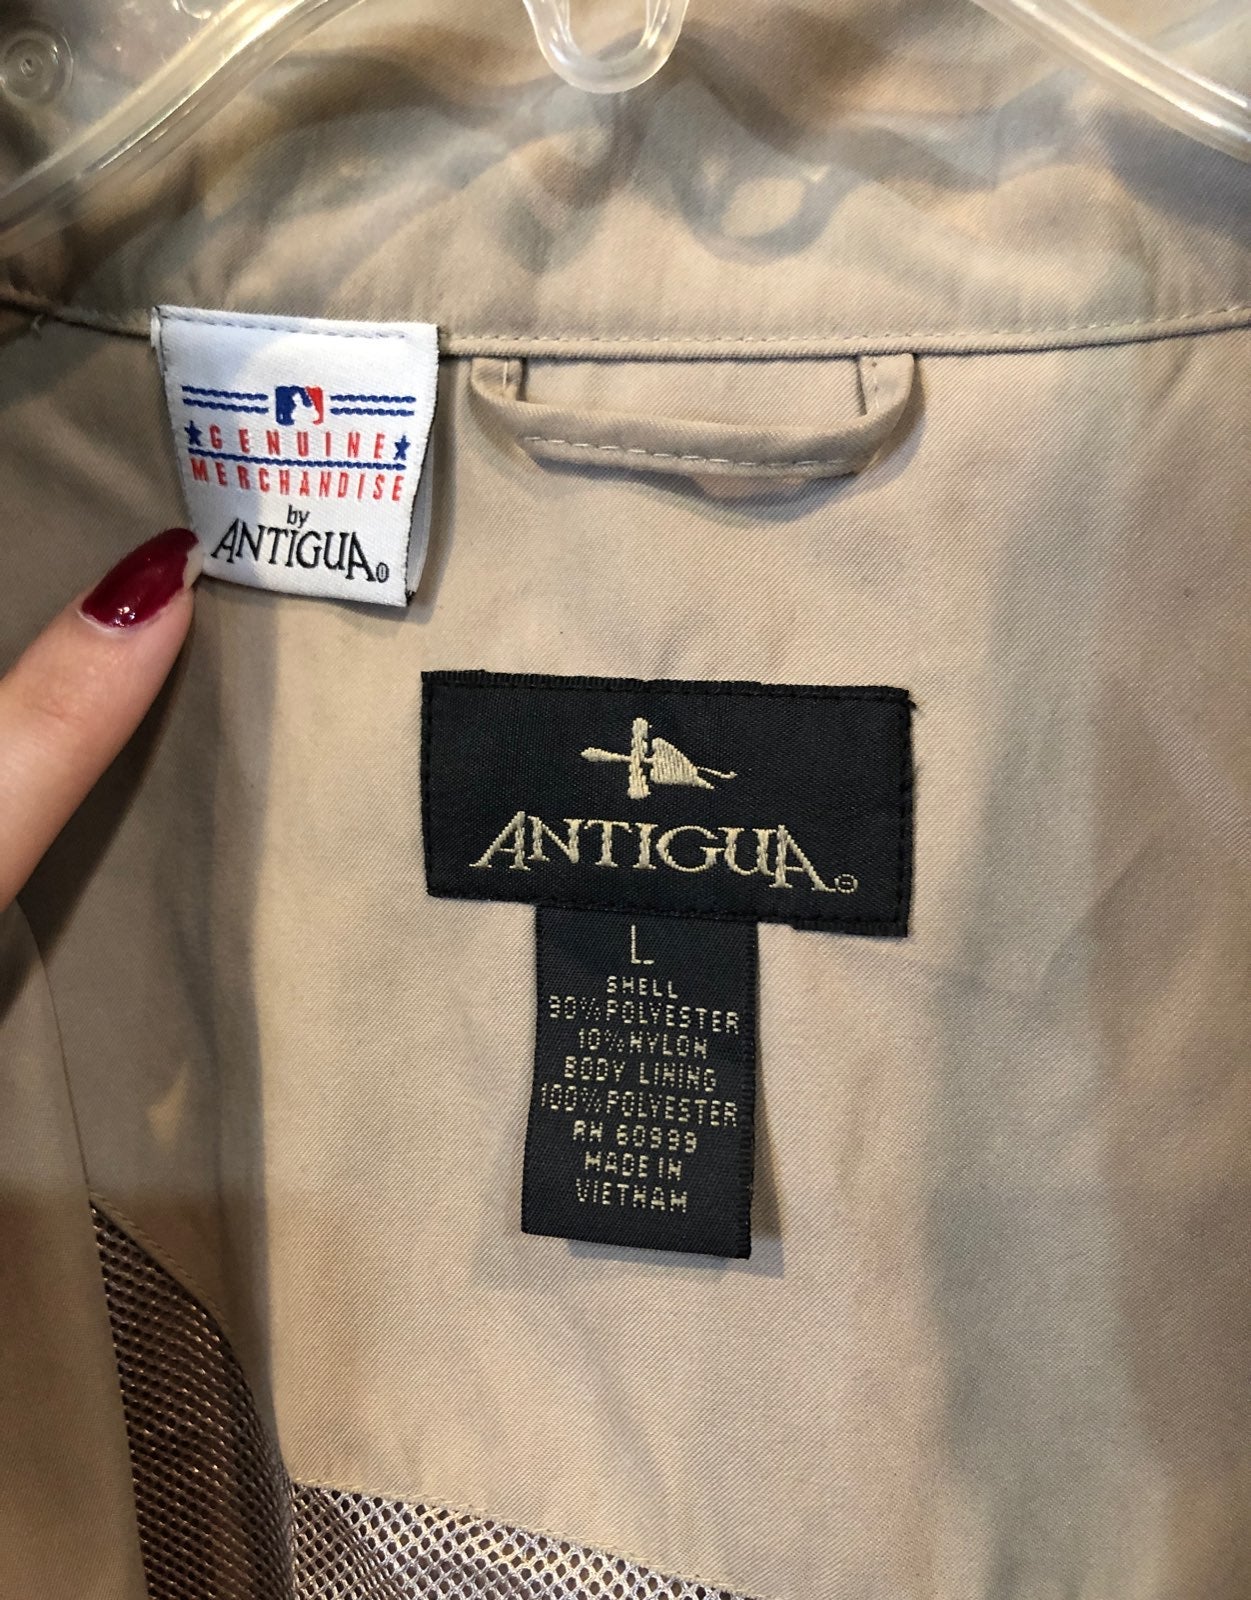 GENUINE
MERCHANDISE
by
ANTIGUA®
ANTIGUA®
L
SHELL
90% POLYESTER
10% NYLON
BODY LINING
100% POLYESTER
RN 60999
MADE IN
VIETNAM